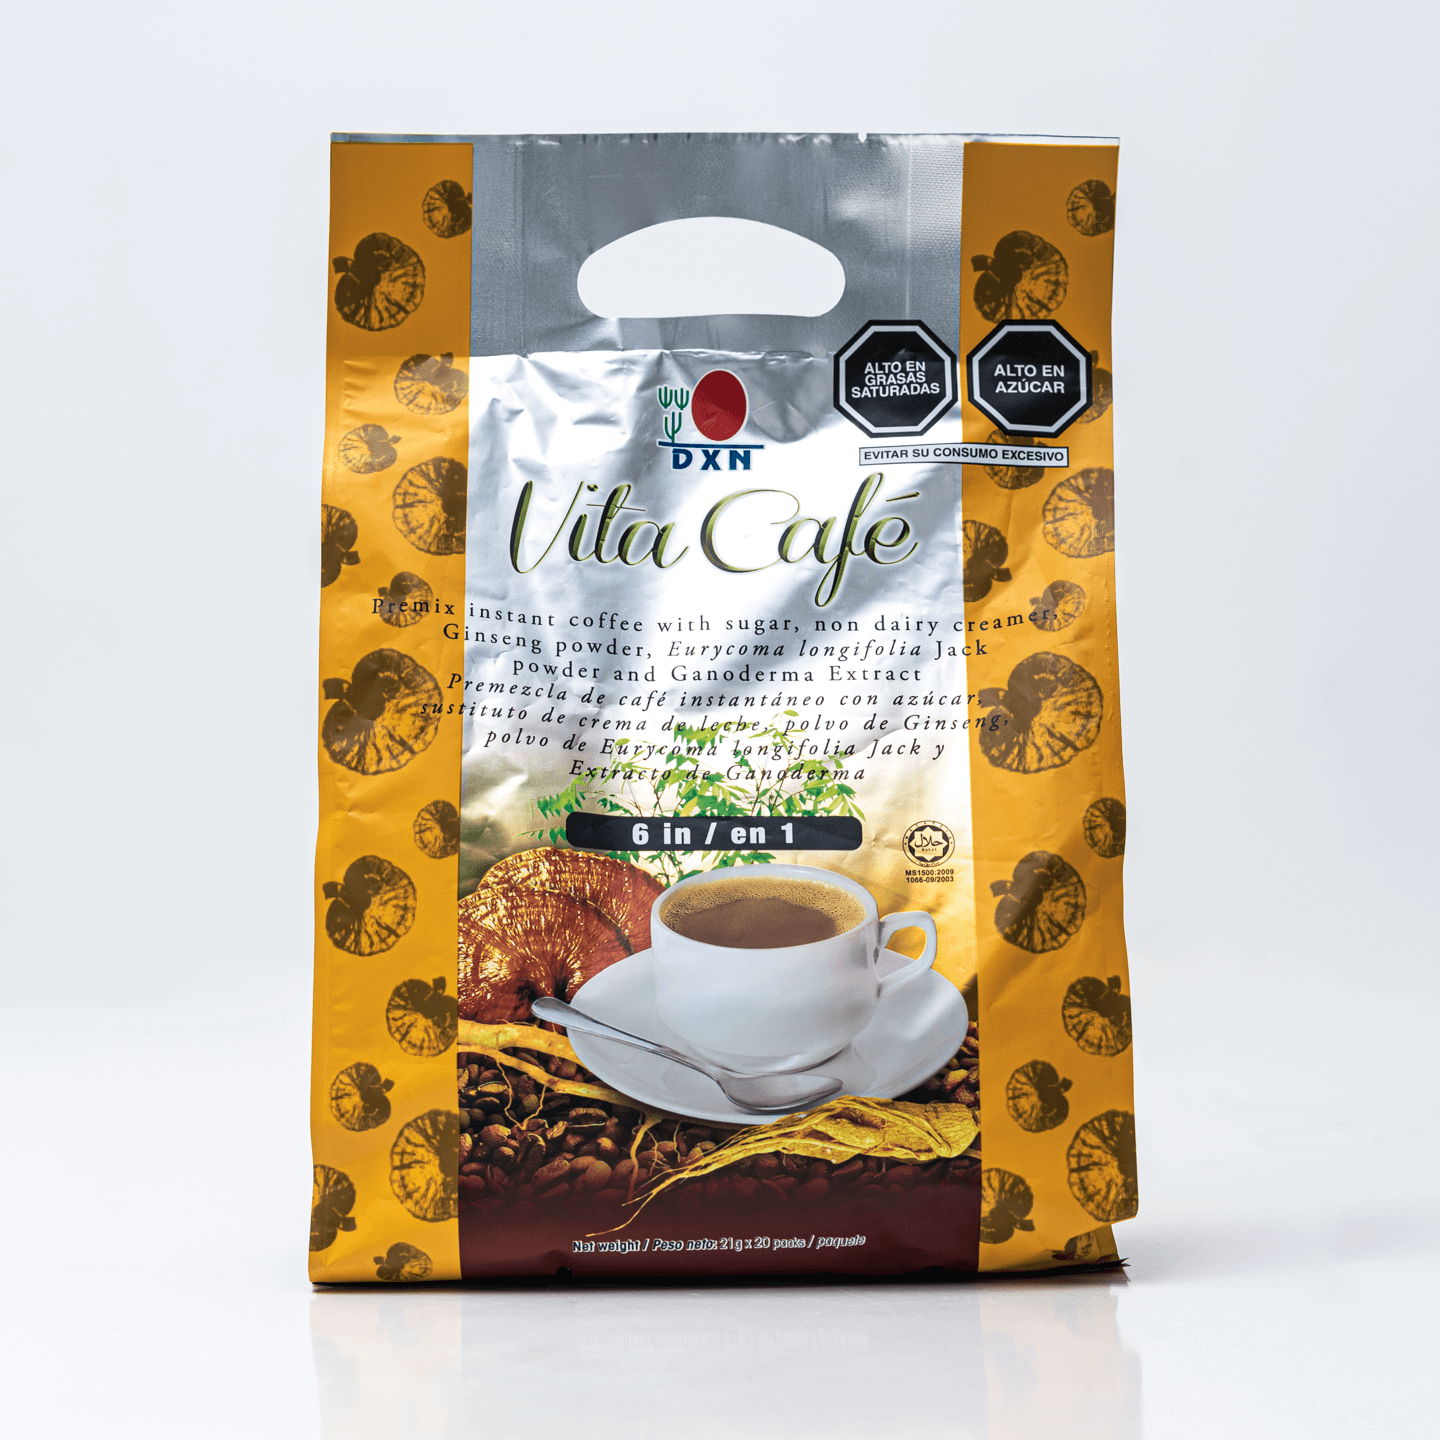 ALTO EN
GRASAS
SATURADAS
ALTO EN
AZÚCAR
EVITAR SU CONSUMO EXCESIVO
DXN
Vita Café
Premix instant coffee with sugar, non dairy creamer,
Ginseng powder, Eurycoma longifolia Jack
powder and Ganoderma Extract
Premezcla de café instantáneo con azúcar,
sustituto de crema de leche, polvo de Ginseng,
polvo de Eurycoma longifolia Jack y
Extracto de Ganoderma
6 in / en 1
حلال
HALAL
MS1500:2009
1066-09/2003
Net weight / Peso neto: 21g x 20 packs / paquete